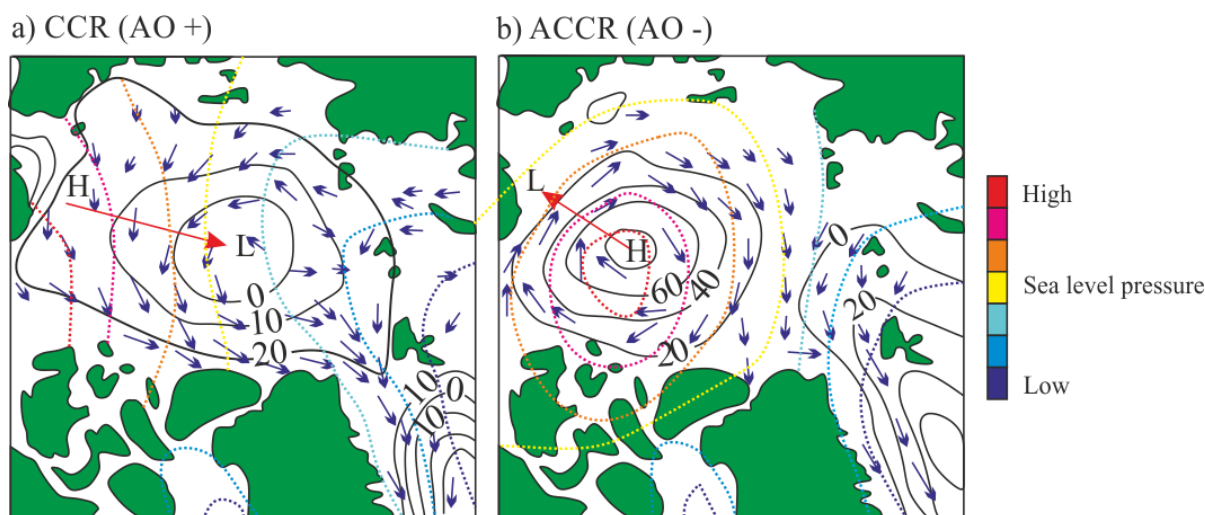 a) CCR (AO +)
b) ACCR (AO -)
H
L
0
10
20
10
0
10
L
H
60
40
20
0
20
High
Sea level pressure
Low